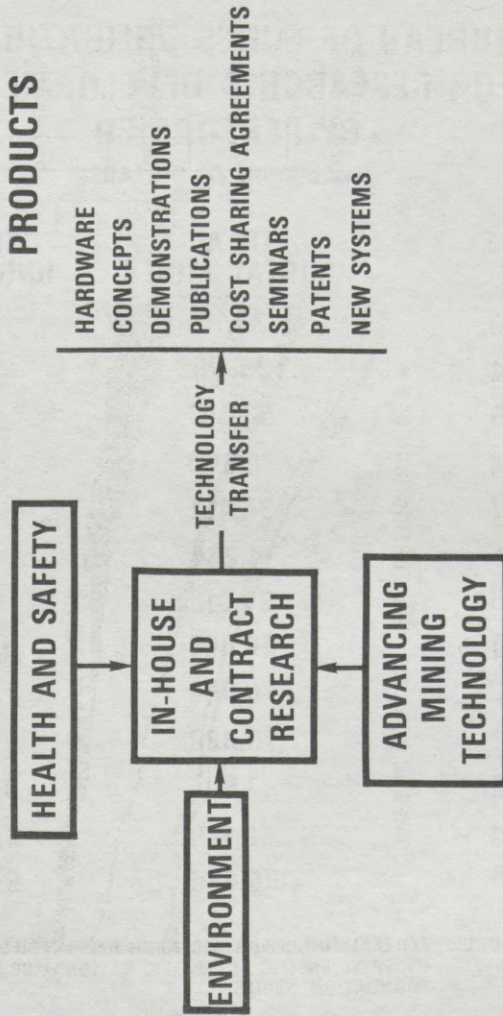 PRODUCTS
HEALTH AND SAFETY
ENVIRONMENT
IN-HOUSE
AND
CONTRACT
RESEARCH
ADVANCING
MINING
TECHNOLOGY
TECHNOLOGY
TRANSFER
HARDWARE
CONCEPTS
DEMONSTRATIONS
PUBLICATIONS
COST SHARING AGREEMENTS
SEMINARS
PATENTS
NEW SYSTEMS